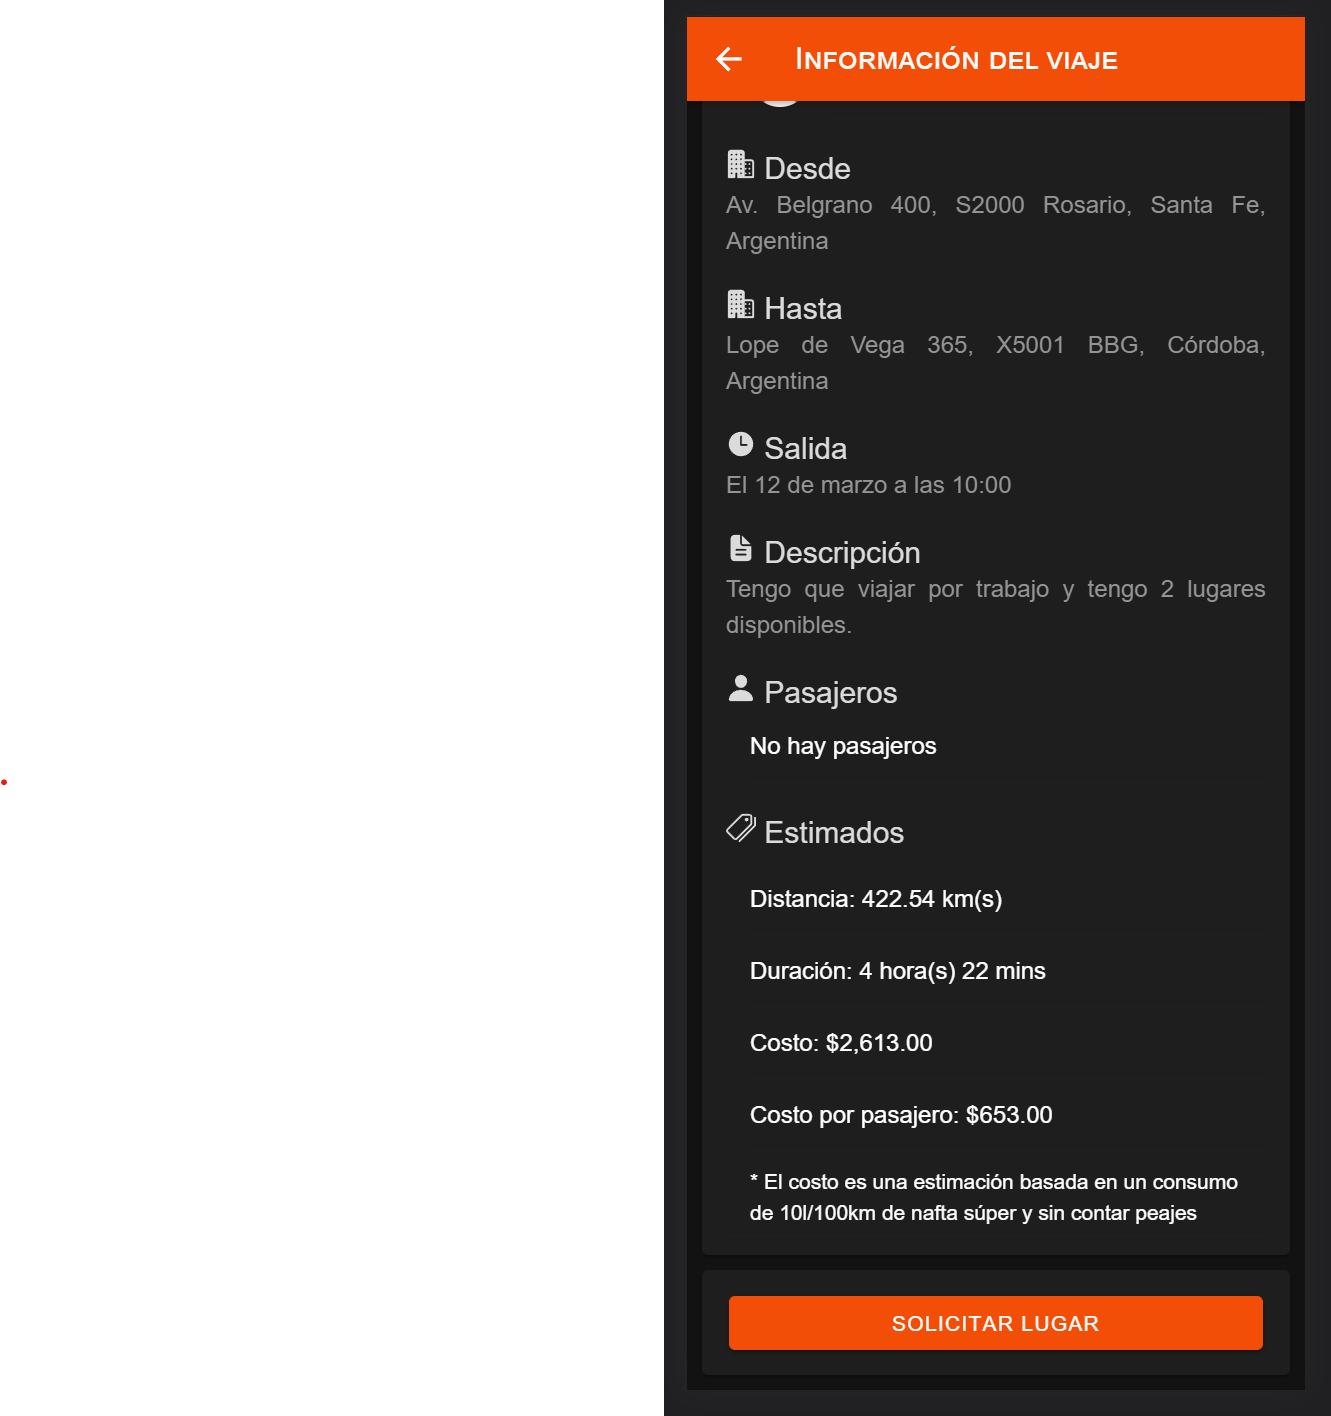 INFORMACIÓN DEL VIAJE
Desde
Av. Belgrano 400, S2000 Rosario, Santa Fe,
Argentina
Hasta
Lope de Vega 365, X5001 BBG, Córdoba,
Argentina
Salida
El 12 de marzo a las 10:00
Descripción
Tengo que viajar por trabajo y tengo 2 lugares
disponibles.
Pasajeros
No hay pasajeros
Estimados
Distancia: 422.54 km(s)
Duración: 4 hora(s) 22 mins
Costo: $2,613.00
Costo por pasajero: $653.00
* El costo es una estimación basada en un consumo
de 10l/100km de nafta súper y sin contar peajes
SOLICITAR LUGAR